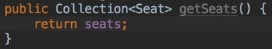 public Collection<Seat> getSeats() {
    return seats;
}